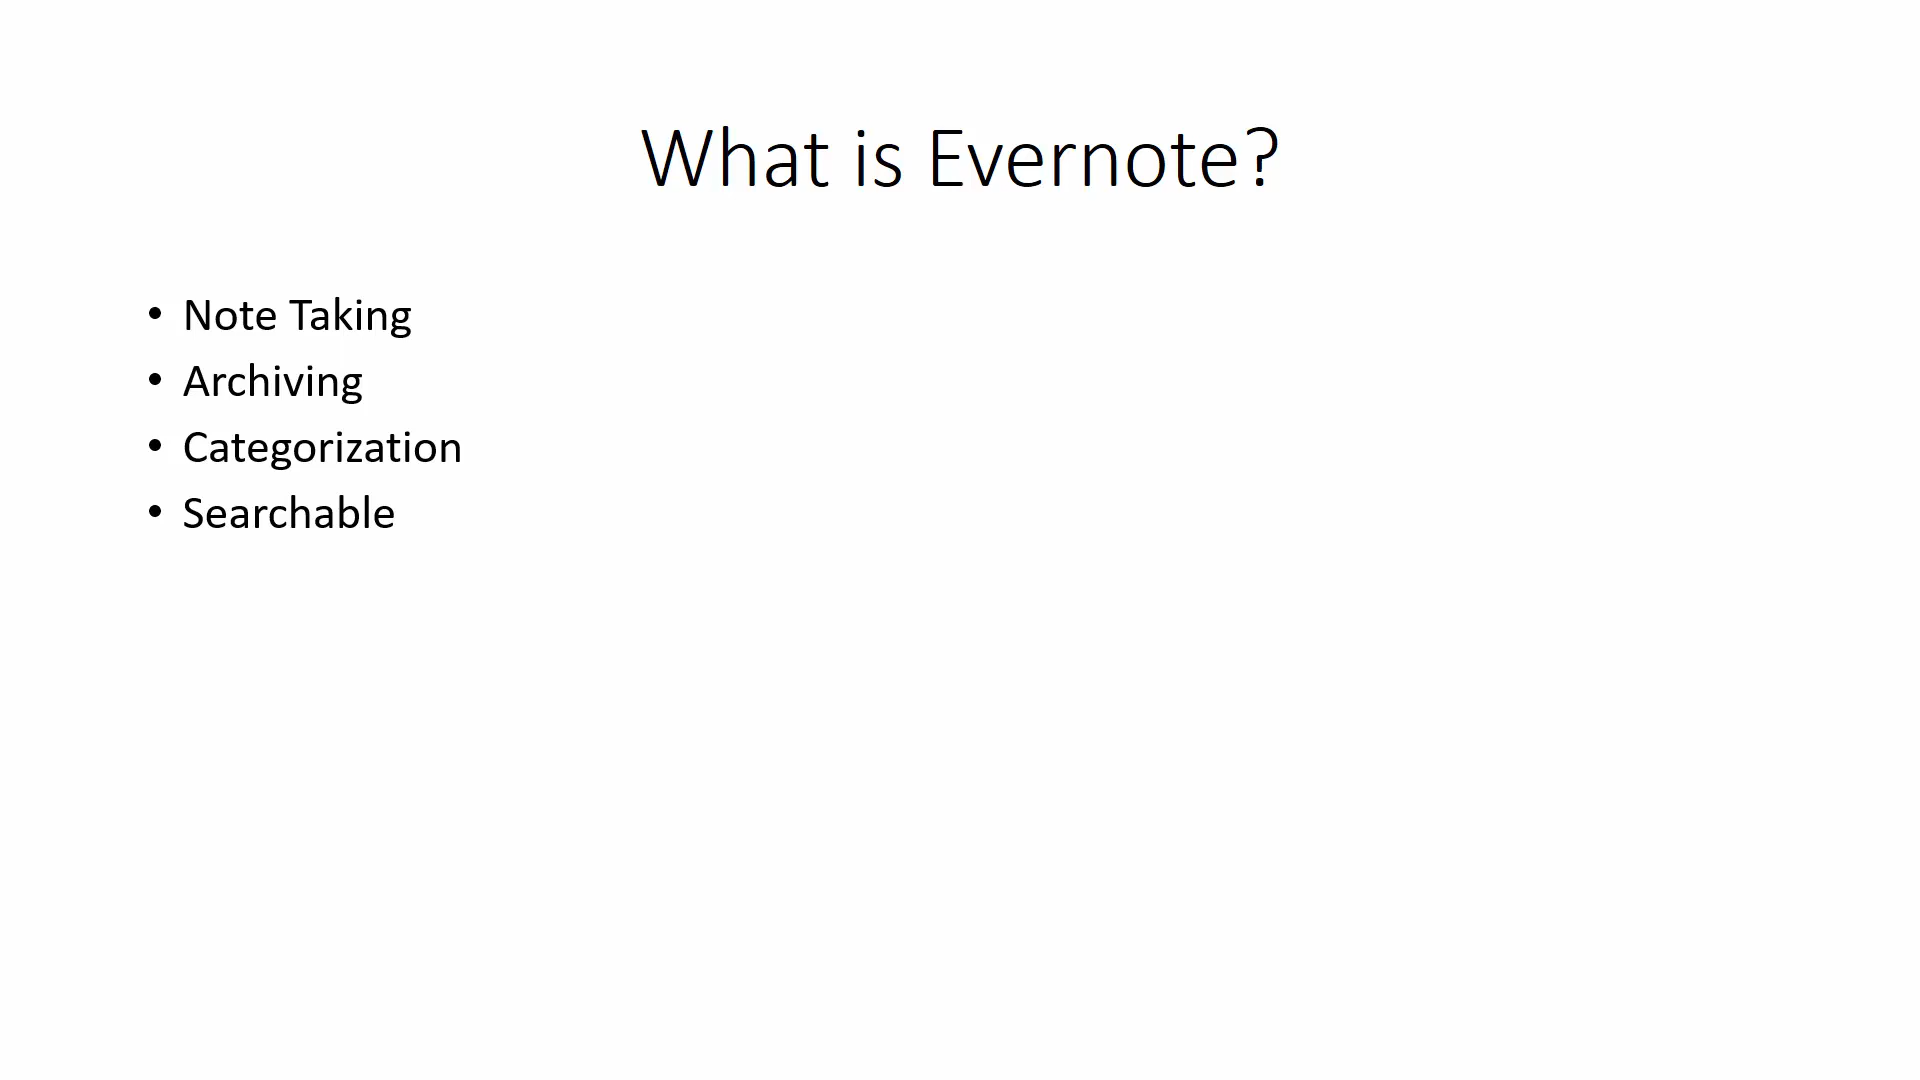 What is Evernote?
• Note Taking
• Archiving
• Categorization
• Searchable